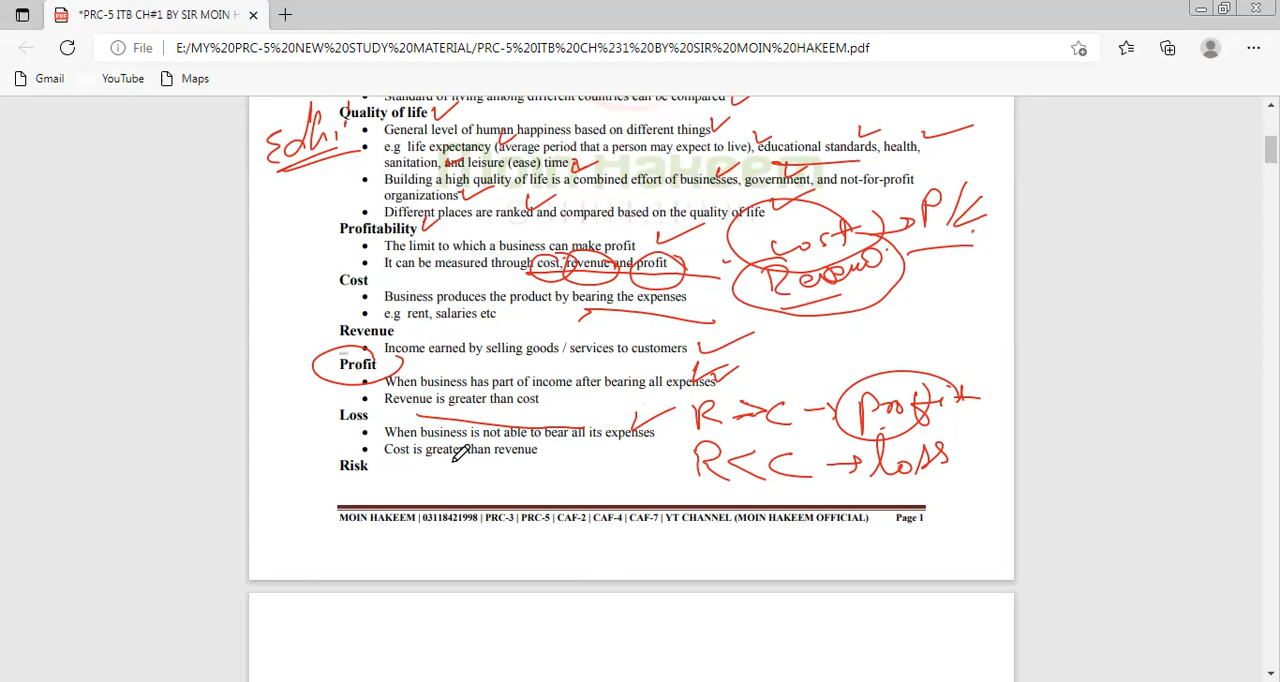 *PRC-5 ITB CH#1 BY SIR MOIN H
File
E:/MY%20PRC-5%20NEW%20STUDY%20MATERIAL/PRC-5%20ITB%20CH%231%20BY%20SIR%20MOIN%20HAKEEM.pdf
Gmail YouTube Maps
Standard of living among different countries can be compared
Quality of life
Edhi
• General level of human happiness based on different things
• e.g life expectancy (average period that a person may expect to live), educational standards, health,
sanitation, and leisure (ease) time
Moin Hakeem
• Building a high quality of life is a combined effort of businesses, government, and not-for-profit
organizations
• Different places are ranked and compared based on the quality of life
Profitability
cost → P/L
• The limit to which a business can make profit
• It can be measured through cost, revenue and profit
Revenue
Cost
• Business produces the product by bearing the expenses
• e.g rent, salaries etc
Revenue
• Income earned by selling goods / services to customers
Profit
• When business has part of income after bearing all expenses
• Revenue is greater than cost
R > C → Profit
Loss
• When business is not able to bear all its expenses
• Cost is greater than revenue
R < C → loss
Risk
MOIN HAKEEM | 03118421998 | PRC-3 | PRC-5 | CAF-2 | CAF-4 | CAF-7 | YT CHANNEL (MOIN HAKEEM OFFICIAL) Page 1